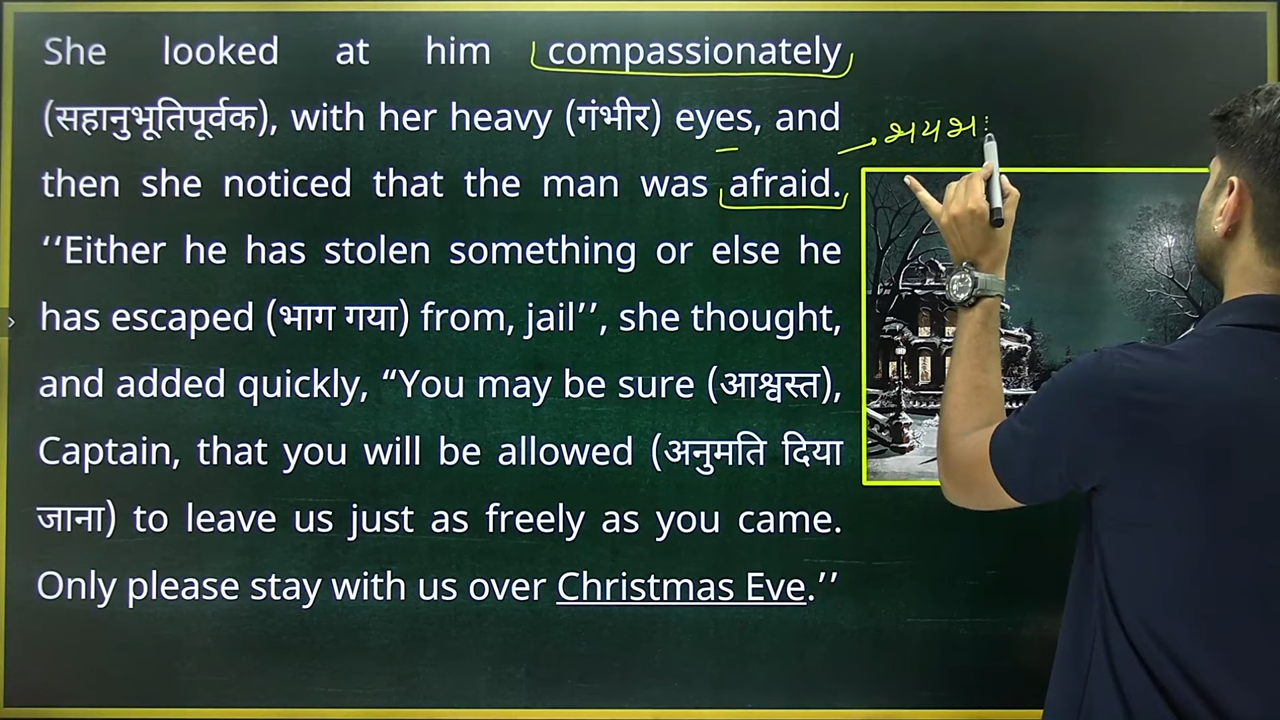 She looked at him compassionately
(सहानुभूतिपूर्वक), with her heavy (गंभीर) eyes, and
then she noticed that the man was afraid.
‘‘Either he has stolen something or else he
has escaped (भाग गया) from, jail’’, she thought,
and added quickly, “You may be sure (आश्वस्त),
Captain, that you will be allowed (अनुमति दिया
जाना) to leave us just as freely as you came.
Only please stay with us over Christmas Eve.’’